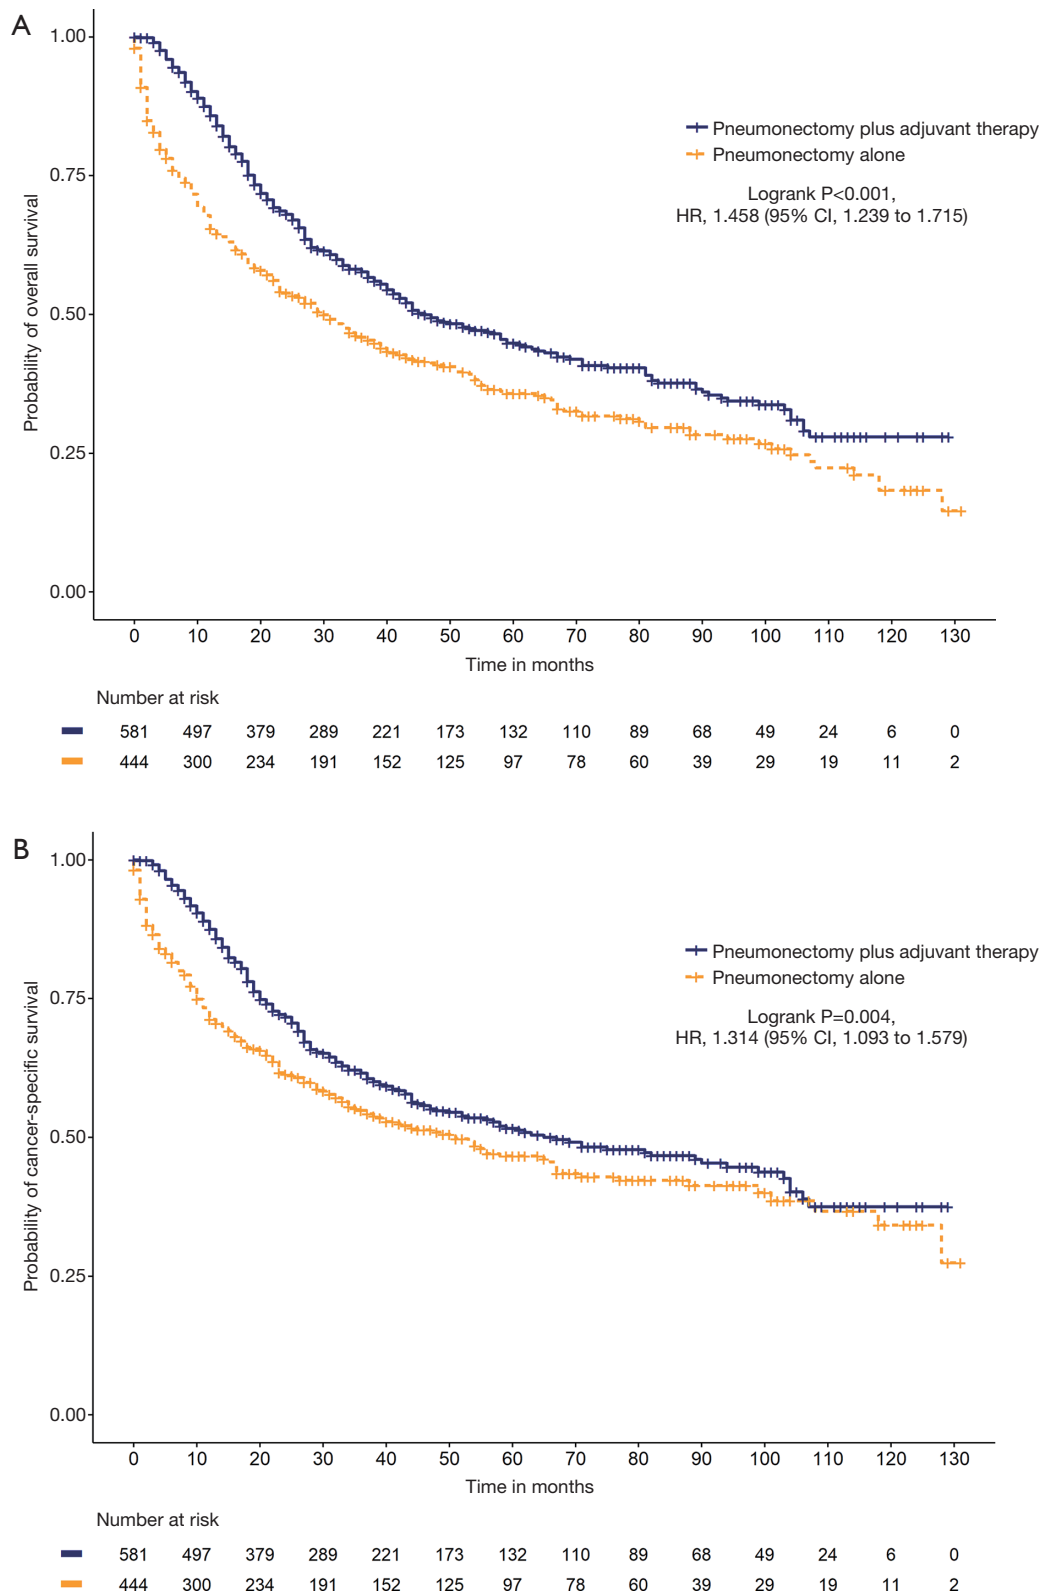 A
Probability of overall survival
1.00
0.75
0.50
0.25
0.00
Pneumonectomy plus adjuvant therapy
Pneumonectomy alone
Logrank P<0.001,
HR, 1.458 (95% CI, 1.239 to 1.715)
0 10 20 30 40 50 60 70 80 90 100 110 120 130
Time in months
Number at risk
581 497 379 289 221 173 132 110 89 68 49 24 6 0
444 300 234 191 152 125 97 78 60 39 29 19 11 2
B
Probability of cancer-specific survival
1.00
0.75
0.50
0.25
0.00
Pneumonectomy plus adjuvant therapy
Pneumonectomy alone
Logrank P=0.004,
HR, 1.314 (95% CI, 1.093 to 1.579)
0 10 20 30 40 50 60 70 80 90 100 110 120 130
Time in months
Number at risk
581 497 379 289 221 173 132 110 89 68 49 24 6 0
444 300 234 191 152 125 97 78 60 39 29 19 11 2